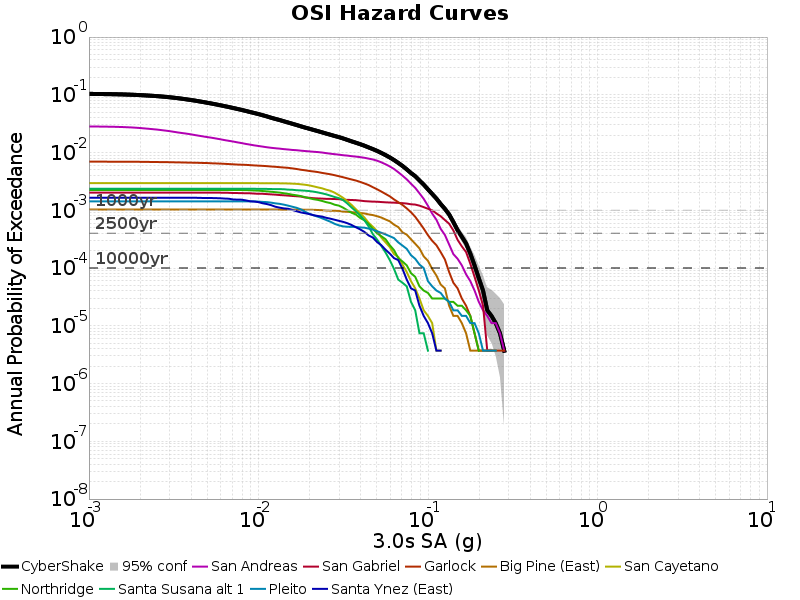 OSI Hazard Curves
Annual Probability of Exceedance
10^0
10^-1
10^-2
10^-3
10^-4
10^-5
10^-6
10^-7
10^-8
1000yr
2500yr
10000yr
10^-3 10^-2 10^-1 10^0 10^1
3.0s SA (g)
CyberShake 95% conf San Andreas San Gabriel Garlock Big Pine (East) San Cayetano
Northridge Santa Susana alt 1 Pleito Santa Ynez (East)